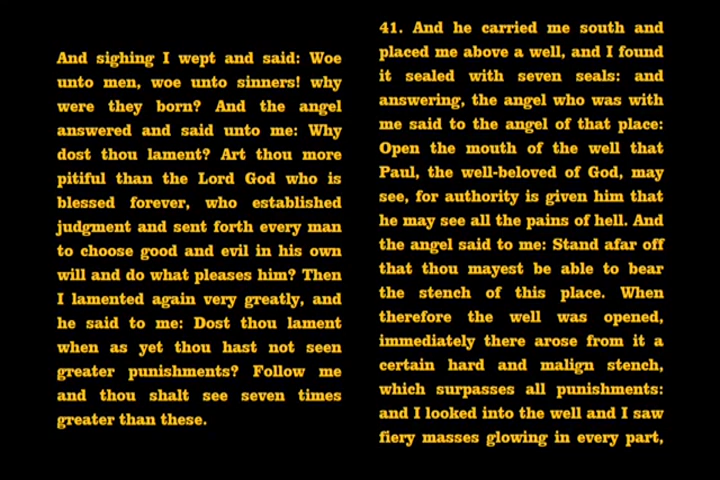 And sighing I wept and said: Woe
unto men, woe unto sinners! why
were they born? And the angel
answered and said unto me: Why
dost thou lament? Art thou more
pitiful than the Lord God who is
blessed forever, who established
judgment and sent forth every man
to choose good and evil in his own
will and do what pleases him? Then
I lamented again very greatly, and
he said to me: Dost thou lament
when as yet thou hast not seen
greater punishments? Follow me
and thou shalt see seven times
greater than these.
41. And he carried me south and
placed me above a well, and I found
it sealed with seven seals: and
answering, the angel who was with
me said to the angel of that place:
Open the mouth of the well that
Paul, the well-beloved of God, may
see, for authority is given him that
he may see all the pains of hell. And
the angel said to me: Stand afar off
that thou mayest be able to bear
the stench of this place. When
therefore the well was opened,
immediately there arose from it a
certain hard and malign stench,
which surpasses all punishments:
and I looked into the well and I saw
fiery masses glowing in every part,